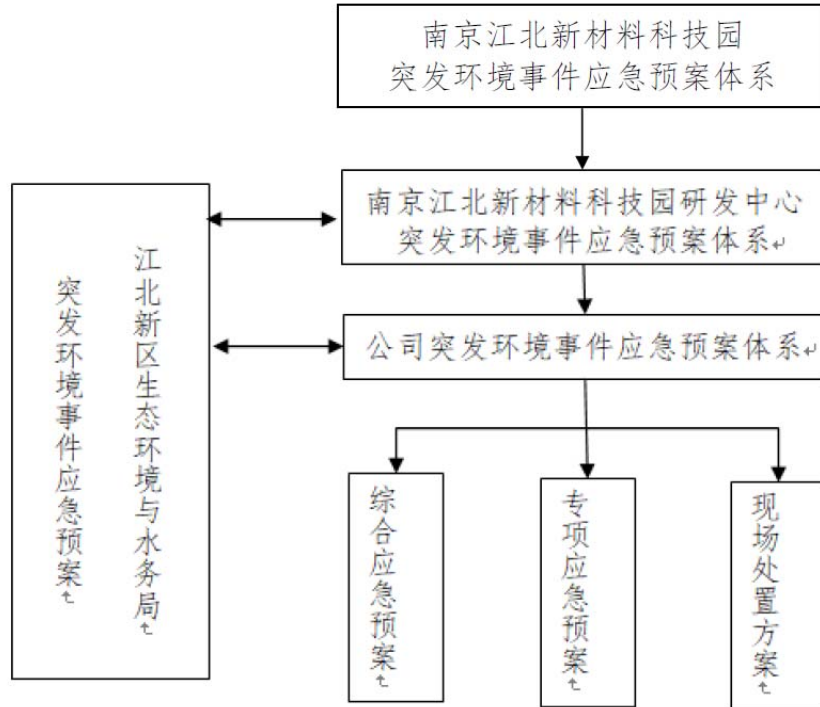 南京江北新材料科技园
突发环境事件应急预案体系
南京江北新材料科技园研发中心
突发环境事件应急预案体系
江北新区生态环境与水务局
突发环境事件应急预案
公司突发环境事件应急预案体系
综合应急预案
专项应急预案
现场处置方案